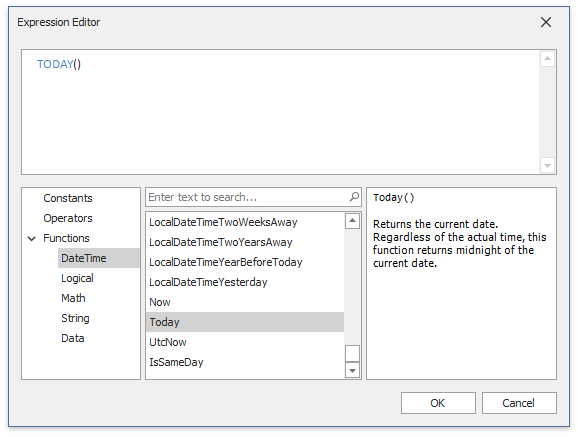 Expression Editor
TODAY()
Constants
Operators
Functions
DateTime
Logical
Math
String
Data
Enter text to search...
LocalDateTimeTwoWeeksAway
LocalDateTimeTwoYearsAway
LocalDateTimeYearBeforeToday
LocalDateTimeYesterday
Now
Today
UtcNow
IsSameDay
Today()
Returns the current date.
Regardless of the actual time, this
function returns midnight of the
current date.
OK
Cancel